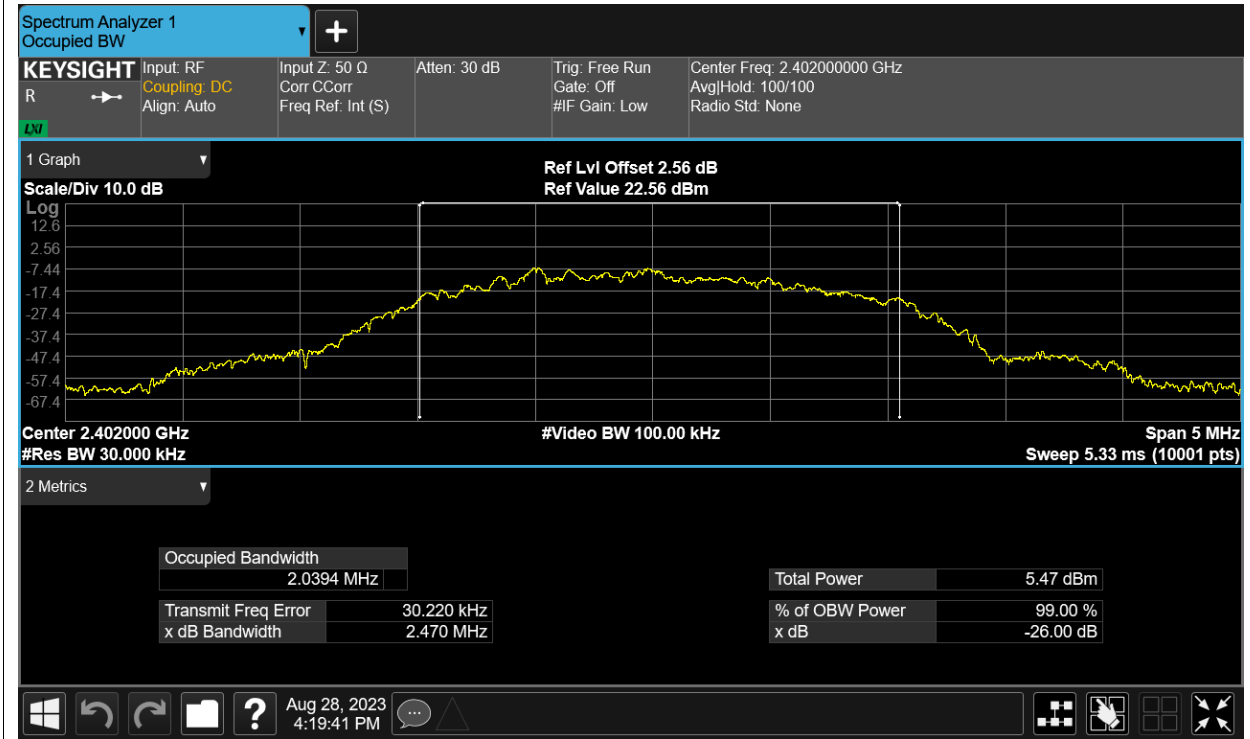 Spectrum Analyzer 1
Occupied BW
KEYSIGHT
R
LXI
Input: RF
Coupling: DC
Align: Auto
Input Z: 50 Ω
Corr CCorr
Freq Ref: Int (S)
Atten: 30 dB
Trig: Free Run
Gate: Off
#IF Gain: Low
Center Freq: 2.402000000 GHz
Avg|Hold: 100/100
Radio Std: None
1 Graph
Scale/Div 10.0 dB
Ref Lvl Offset 2.56 dB
Ref Value 22.56 dBm
Log
12.6
2.56
-7.44
-17.4
-27.4
-37.4
-47.4
-57.4
-67.4
Center 2.402000 GHz
#Res BW 30.000 kHz
#Video BW 100.00 kHz
Span 5 MHz
Sweep 5.33 ms (10001 pts)
2 Metrics
Occupied Bandwidth
2.0394 MHz
Transmit Freq Error 30.220 kHz
x dB Bandwidth 2.470 MHz
Total Power 5.47 dBm
% of OBW Power 99.00 %
x dB -26.00 dB
?
Aug 28, 2023
4:19:41 PM